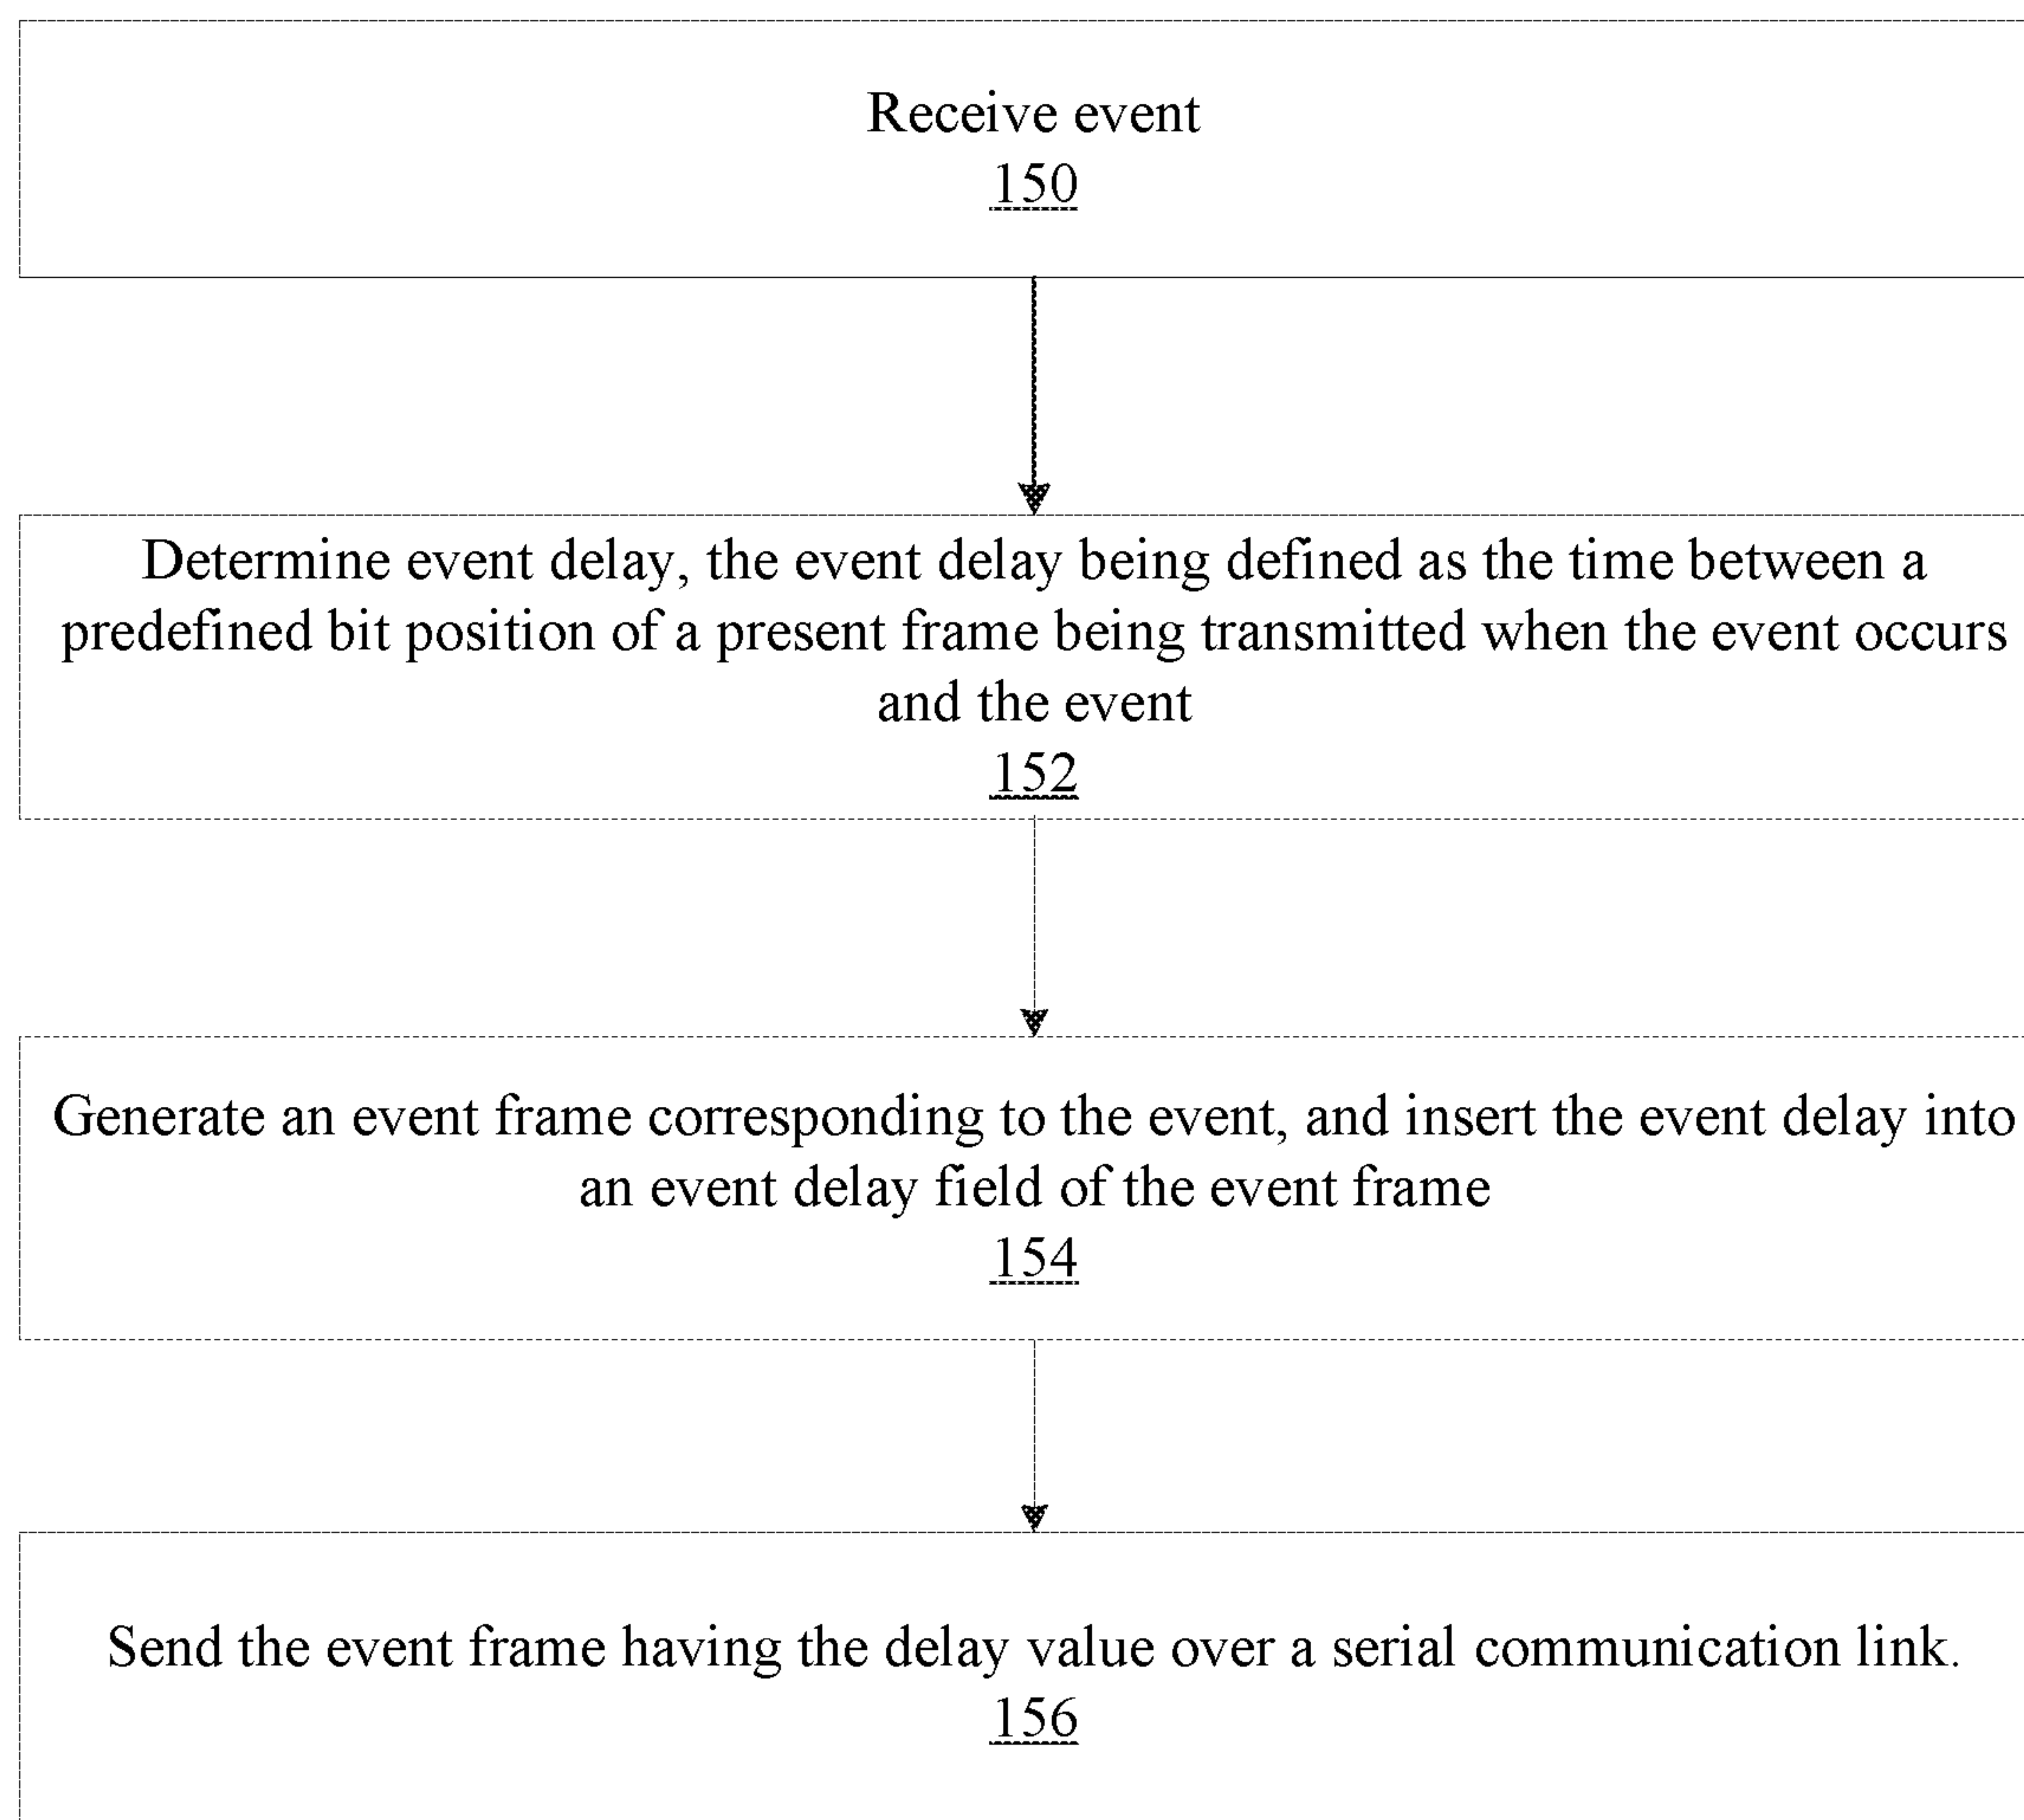 Receive event
150
Determine event delay, the event delay being defined as the time between a
predefined bit position of a present frame being transmitted when the event occurs
and the event
152
Generate an event frame corresponding to the event, and insert the event delay into
an event delay field of the event frame
154
Send the event frame having the delay value over a serial communication link.
156